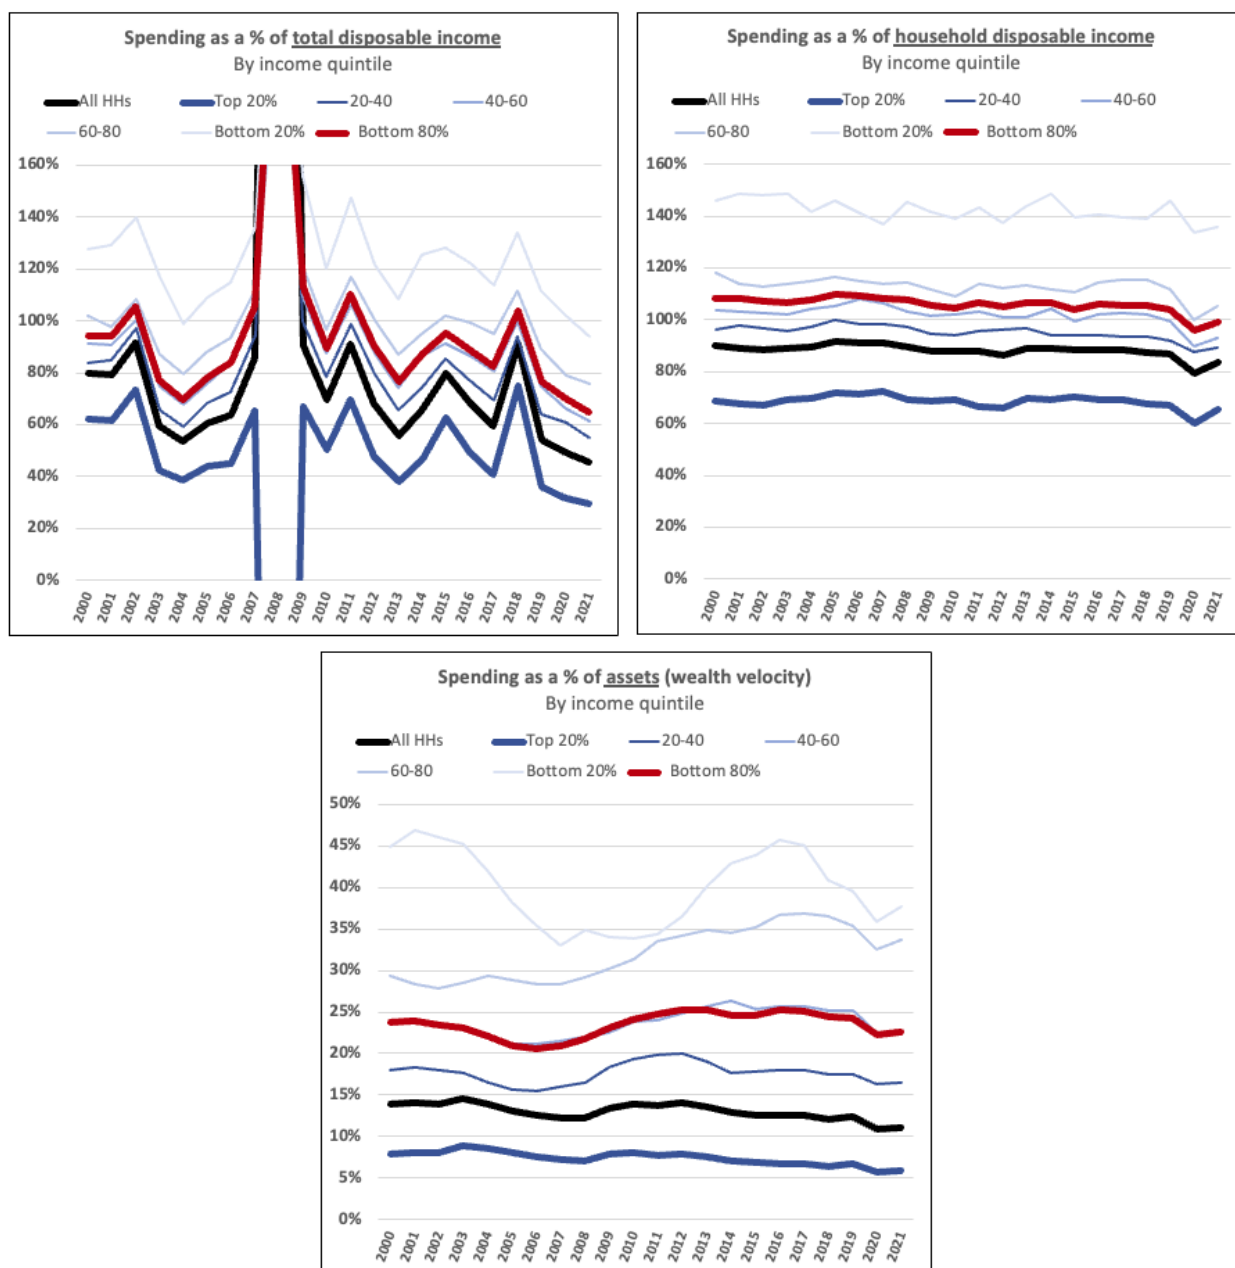 Spending as a % of total disposable income
By income quintile
All HHs Top 20% 20-40 40-60
60-80 Bottom 20% Bottom 80%
160%
140%
120%
100%
80%
60%
40%
20%
0%
2000 2001 2002 2003 2004 2005 2006 2007 2008 2009 2010 2011 2012 2013 2014 2015 2016 2017 2018 2019 2020 2021
Spending as a % of household disposable income
By income quintile
All HHs Top 20% 20-40 40-60
60-80 Bottom 20% Bottom 80%
160%
140%
120%
100%
80%
60%
40%
20%
0%
2000 2001 2002 2003 2004 2005 2006 2007 2008 2009 2010 2011 2012 2013 2014 2015 2016 2017 2018 2019 2020 2021
Spending as a % of assets (wealth velocity)
By income quintile
All HHs Top 20% 20-40 40-60
60-80 Bottom 20% Bottom 80%
50%
45%
40%
35%
30%
25%
20%
15%
10%
5%
0%
2000 2001 2002 2003 2004 2005 2006 2007 2008 2009 2010 2011 2012 2013 2014 2015 2016 2017 2018 2019 2020 2021